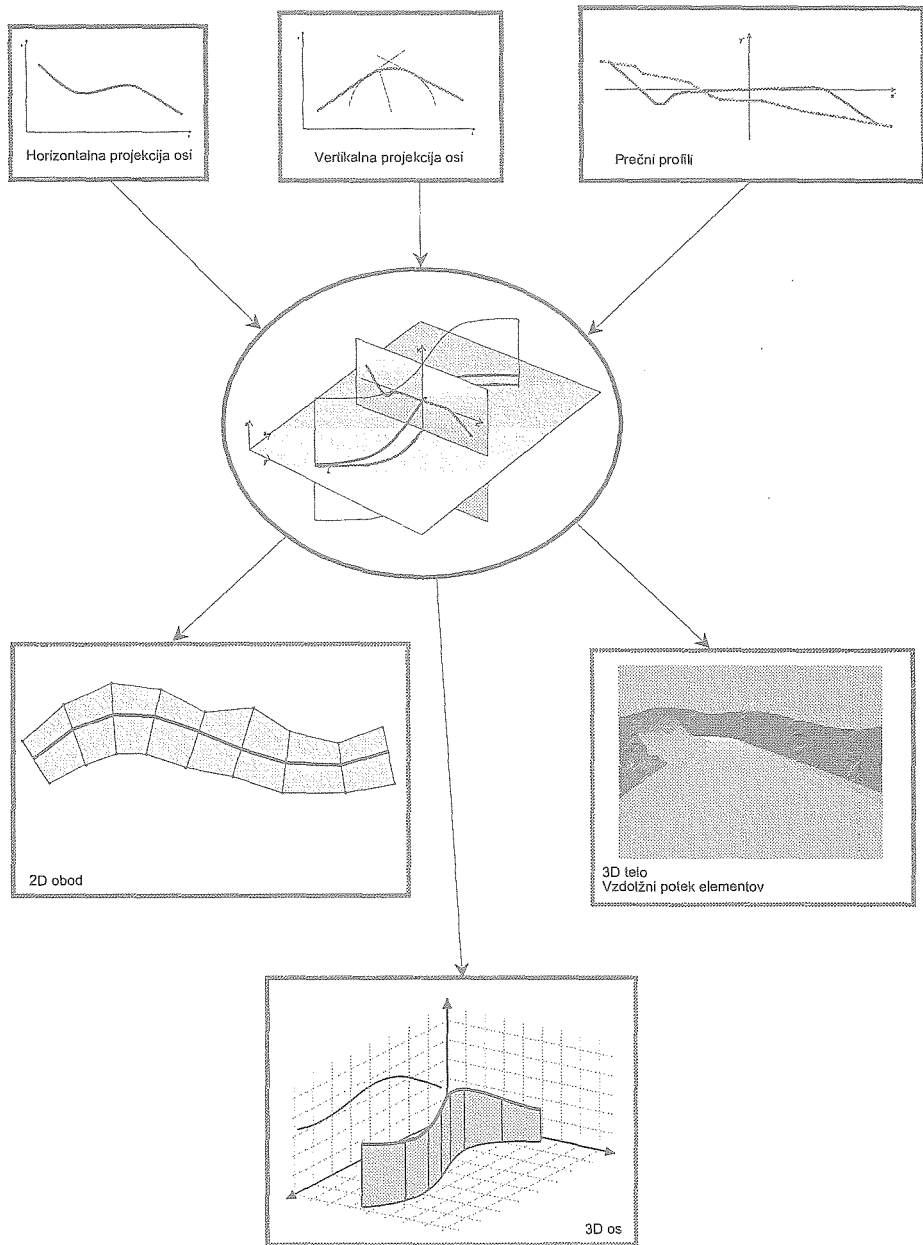 Horizontalna projekcija osi
Vertikalna projekcija osi
Y
Prečni profili
2D obod
3D telo
Vzdolžni potek elementov
3D os